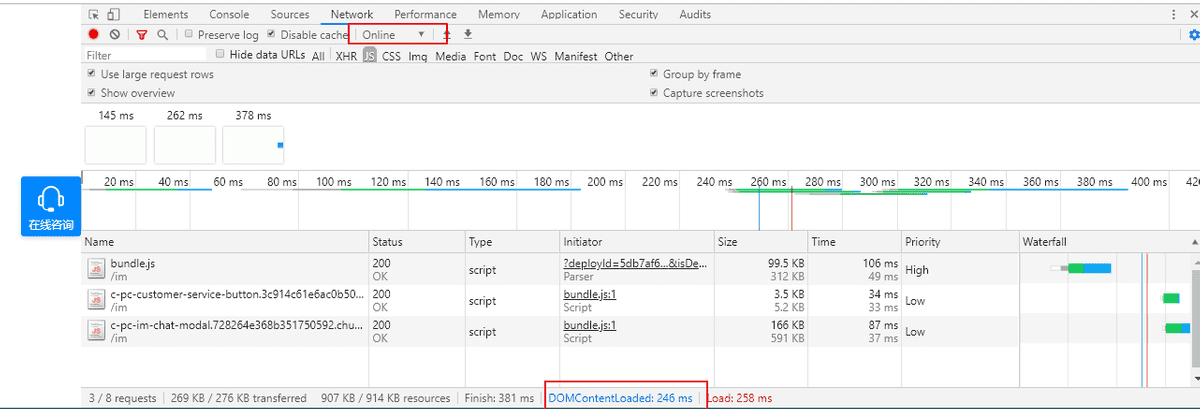 Elements Console Sources Network Performance Memory Application Security Audits
Preserve log Disable cache Online
Filter Hide data URLs All XHR JS CSS Img Media Font Doc WS Manifest Other
Use large request rows Group by frame
Show overview Capture screenshots
145 ms 262 ms 378 ms
20 ms 40 ms 60 ms 80 ms 100 ms 120 ms 140 ms 160 ms 180 ms 200 ms 220 ms 240 ms 260 ms 280 ms 300 ms 320 ms 340 ms 360 ms 380 ms 400 ms 42
在线咨询
Name Status Type Initiator Size Time Priority Waterfall
bundle.js 200 script ?deployId=5db7af6...&isDe... 99.5 KB 106 ms High
/im OK Parser 312 KB 49 ms
c-pc-customer-service-button.3c914c61e6ac0b50... 200 script bundle.js:1 3.5 KB 34 ms Low
/im OK Script 5.2 KB 33 ms
c-pc-im-chat-modal.728264e368b351750592.chu... 200 script bundle.js:1 166 KB 87 ms Low
/im OK Script 591 KB 37 ms
3 / 8 requests 269 KB / 276 KB transferred 907 KB / 914 KB resources Finish: 381 ms DOMContentLoaded: 246 ms Load: 258 ms